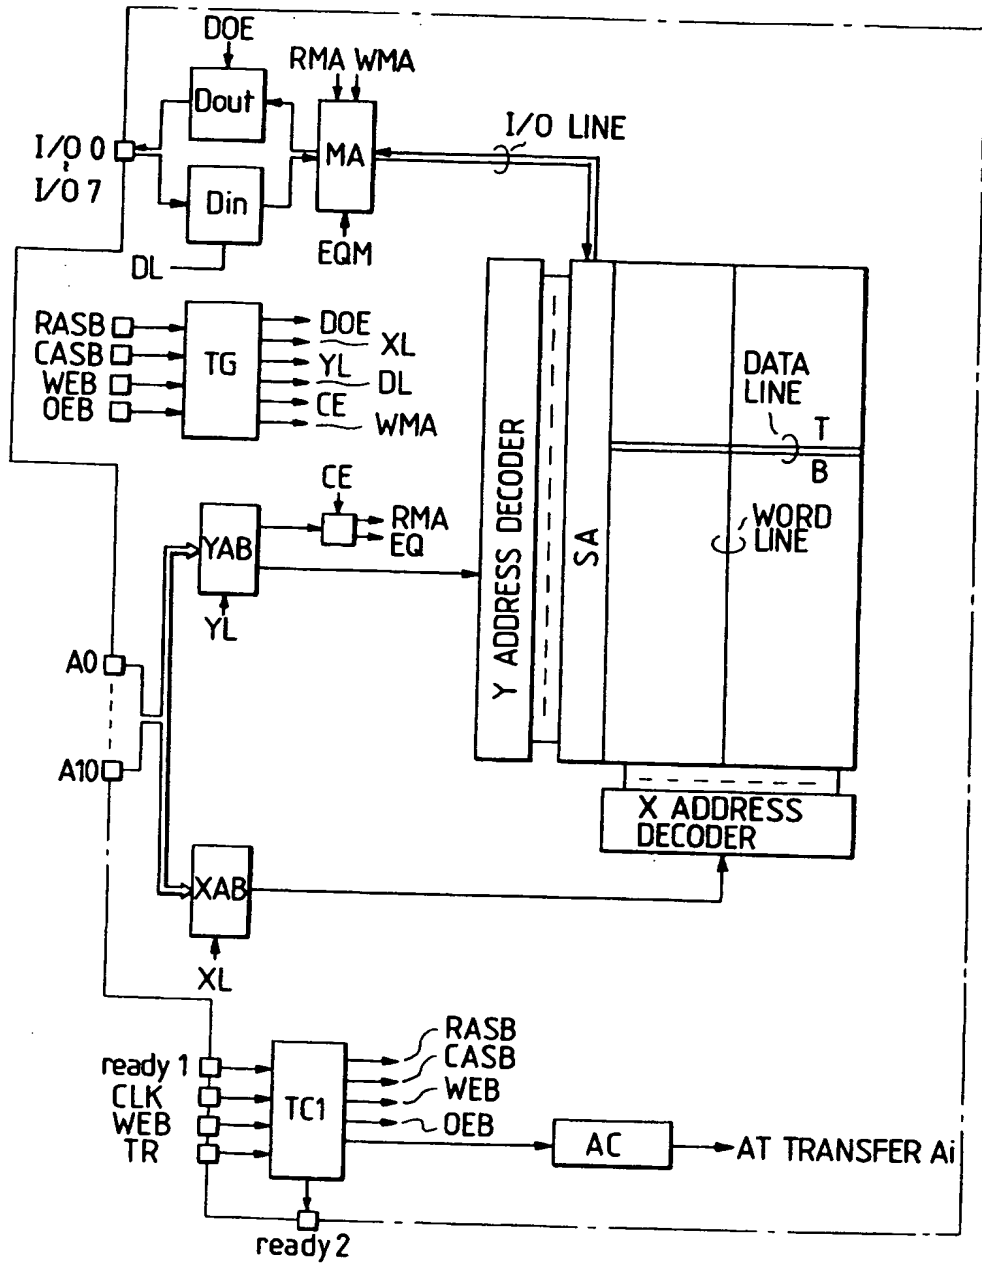 DOE
RMA WMA
Dout
I/O 0
~
I/O 7
MA
I/O LINE
Din
EQM
DL
RASB
CASB
WEB
OEB
TG
DOE
XL
YL
DL
CE
WMA
DATA
LINE
T
B
WORD
LINE
Y ADDRESS DECODER
SA
CE
YAB
RMA
EQ
YL
A0
A10
X ADDRESS
DECODER
XAB
XL
ready 1
CLK
WEB
TR
TC1
RASB
CASB
WEB
OEB
AC
AT TRANSFER Ai
ready 2